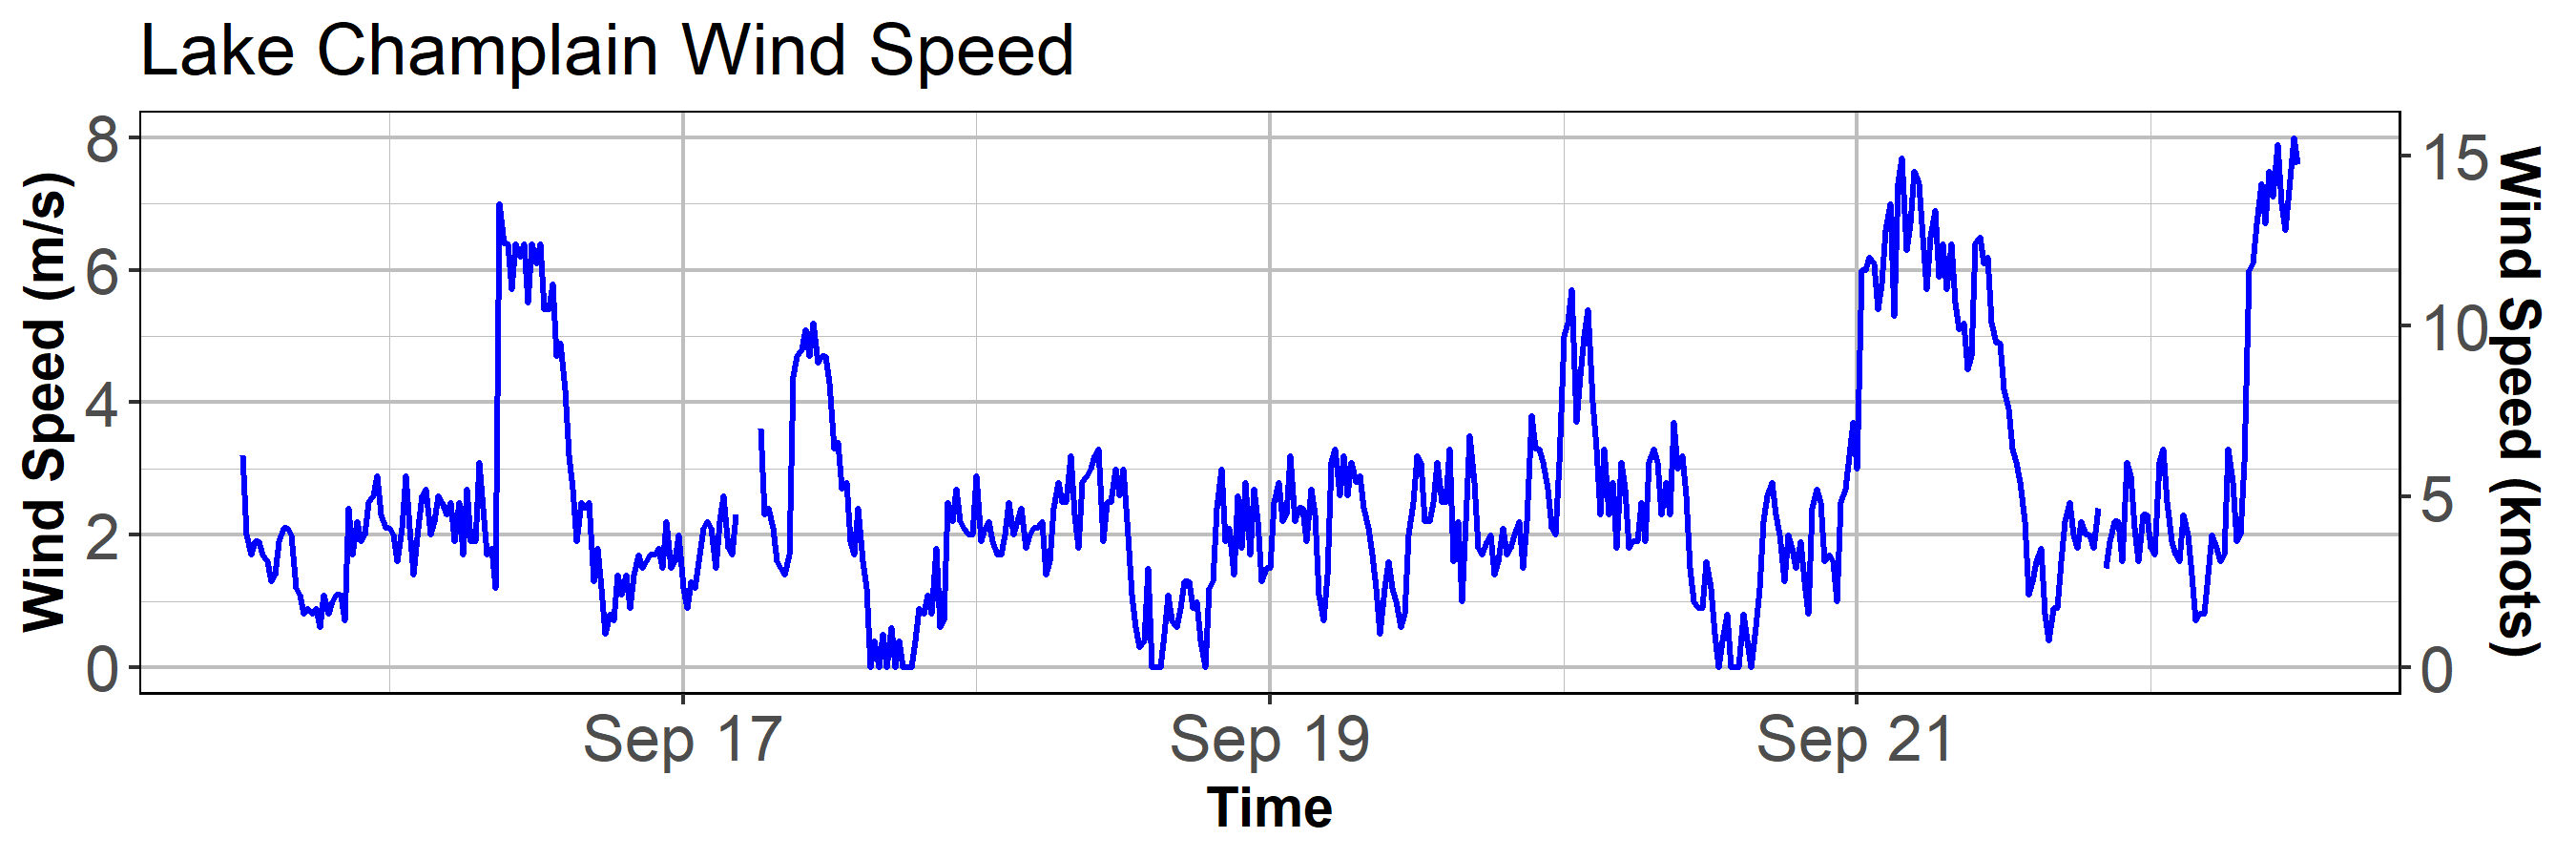 Lake Champlain Wind Speed
Wind Speed (m/s)
8
6
4
2
0
15
10
5
0
Wind Speed (knots)
Sep 17
Sep 19
Sep 21
Time